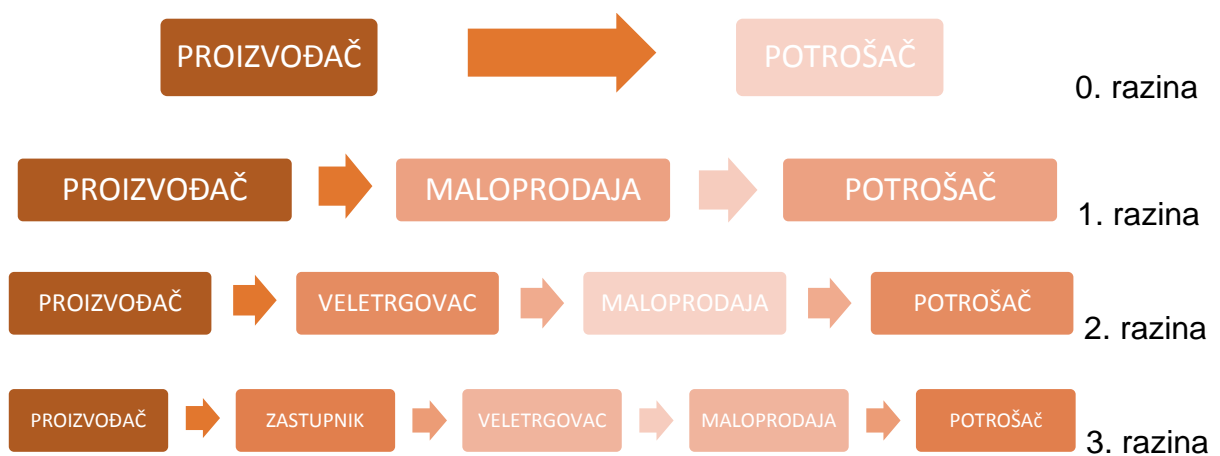 PROIZVOĐAČ POTROŠAČ 0. razina
PROIZVOĐAČ MALOPRODAJA POTROŠAČ 1. razina
PROIZVOĐAČ VELETRGOVAC MALOPRODAJA POTROŠAČ 2. razina
PROIZVOĐAČ ZASTUPNIK VELETRGOVAC MALOPRODAJA POTROŠAč 3. razina